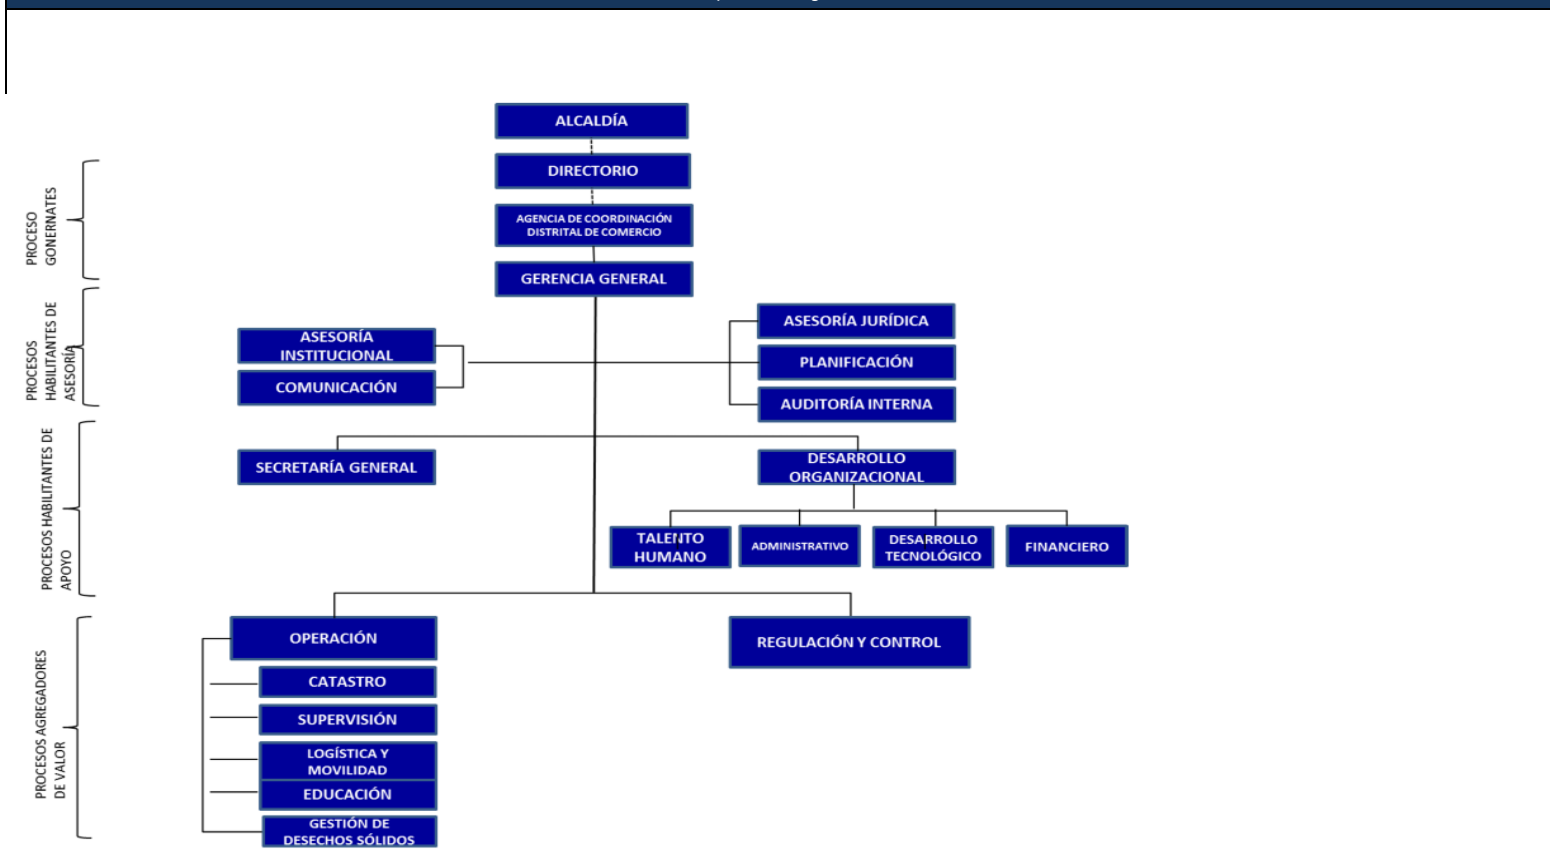 ALCALDÍA
DIRECTORIO
AGENCIA DE COORDINACIÓN
DISTRITAL DE COMERCIO
GERENCIA GENERAL
PROCESO
GONERNATES
ASESORÍA
INSTITUCIONAL
COMUNICACIÓN
ASESORÍA JURÍDICA
PLANIFICACIÓN
AUDITORÍA INTERNA
PROCESOS
HABILITANTES DE
ASESORÍA
SECRETARÍA GENERAL
DESARROLLO
ORGANIZACIONAL
TALENTO
HUMANO
ADMINISTRATIVO
DESARROLLO
TECNOLÓGICO
FINANCIERO
PROCESOS HABILITANTES DE
APOYO
OPERACIÓN
REGULACIÓN Y CONTROL
CATASTRO
SUPERVISIÓN
LOGÍSTICA Y
MOVILIDAD
EDUCACIÓN
GESTIÓN DE
DESECHOS SÓLIDOS
PROCESOS AGREGADORES
DE VALOR